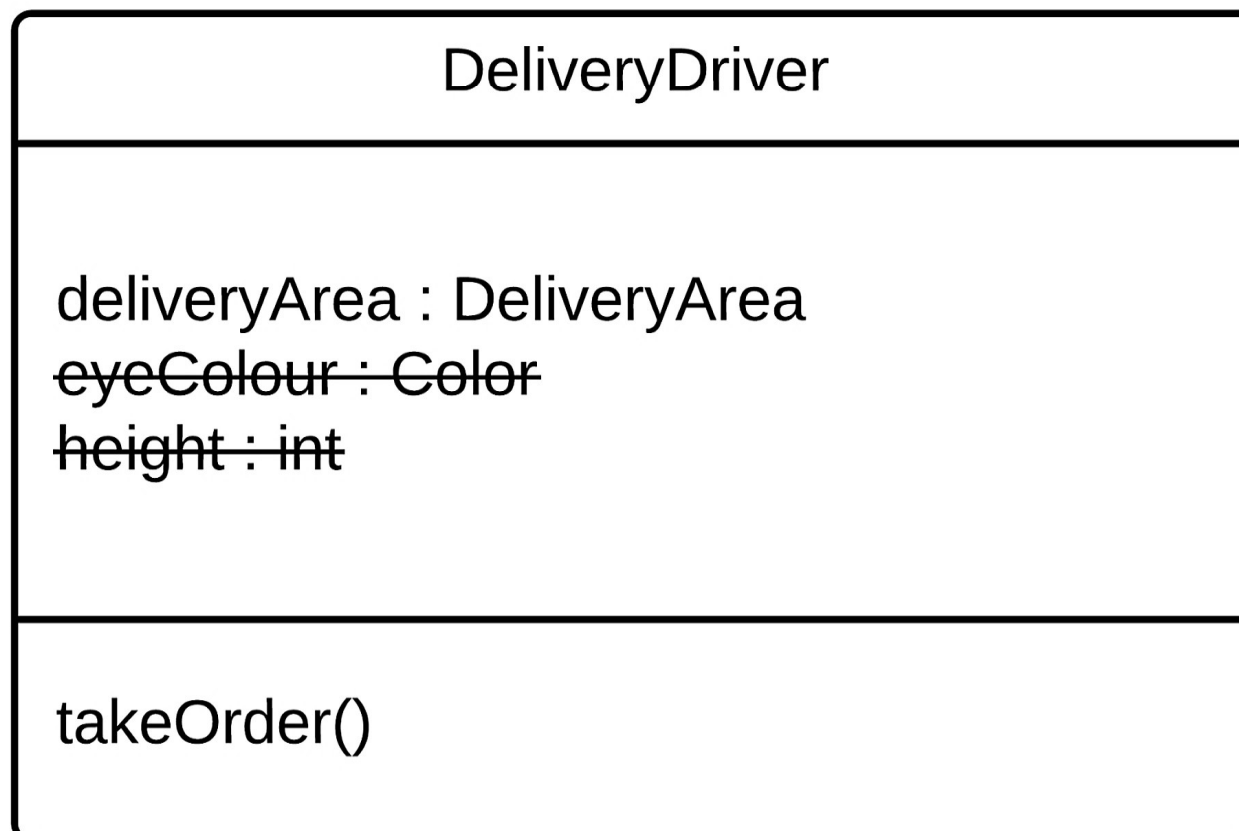 DeliveryDriver
deliveryArea : DeliveryArea
eyeColour : Color
height : int
takeOrder()